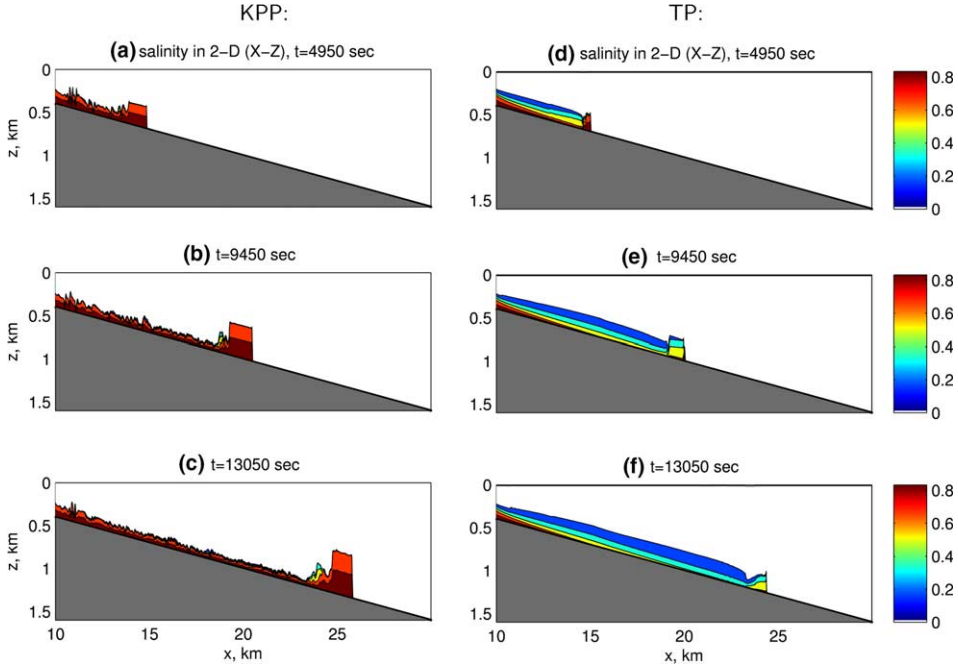 KPP:
TP:
(a) salinity in 2-D (X-Z), t=4950 sec
(d) salinity in 2-D (X-Z), t=4950 sec
0
0.5
1
1.5
z, km
0
0.5
1
1.5
0.8
0.6
0.4
0.2
0
(b) t=9450 sec
(e) t=9450 sec
0
0.5
1
1.5
z, km
0
0.5
1
1.5
0.8
0.6
0.4
0.2
0
(c) t=13050 sec
(f) t=13050 sec
0
0.5
1
1.5
z, km
10 15 20 25
x, km
0
0.5
1
1.5
10 15 20 25
x, km
0.8
0.6
0.4
0.2
0